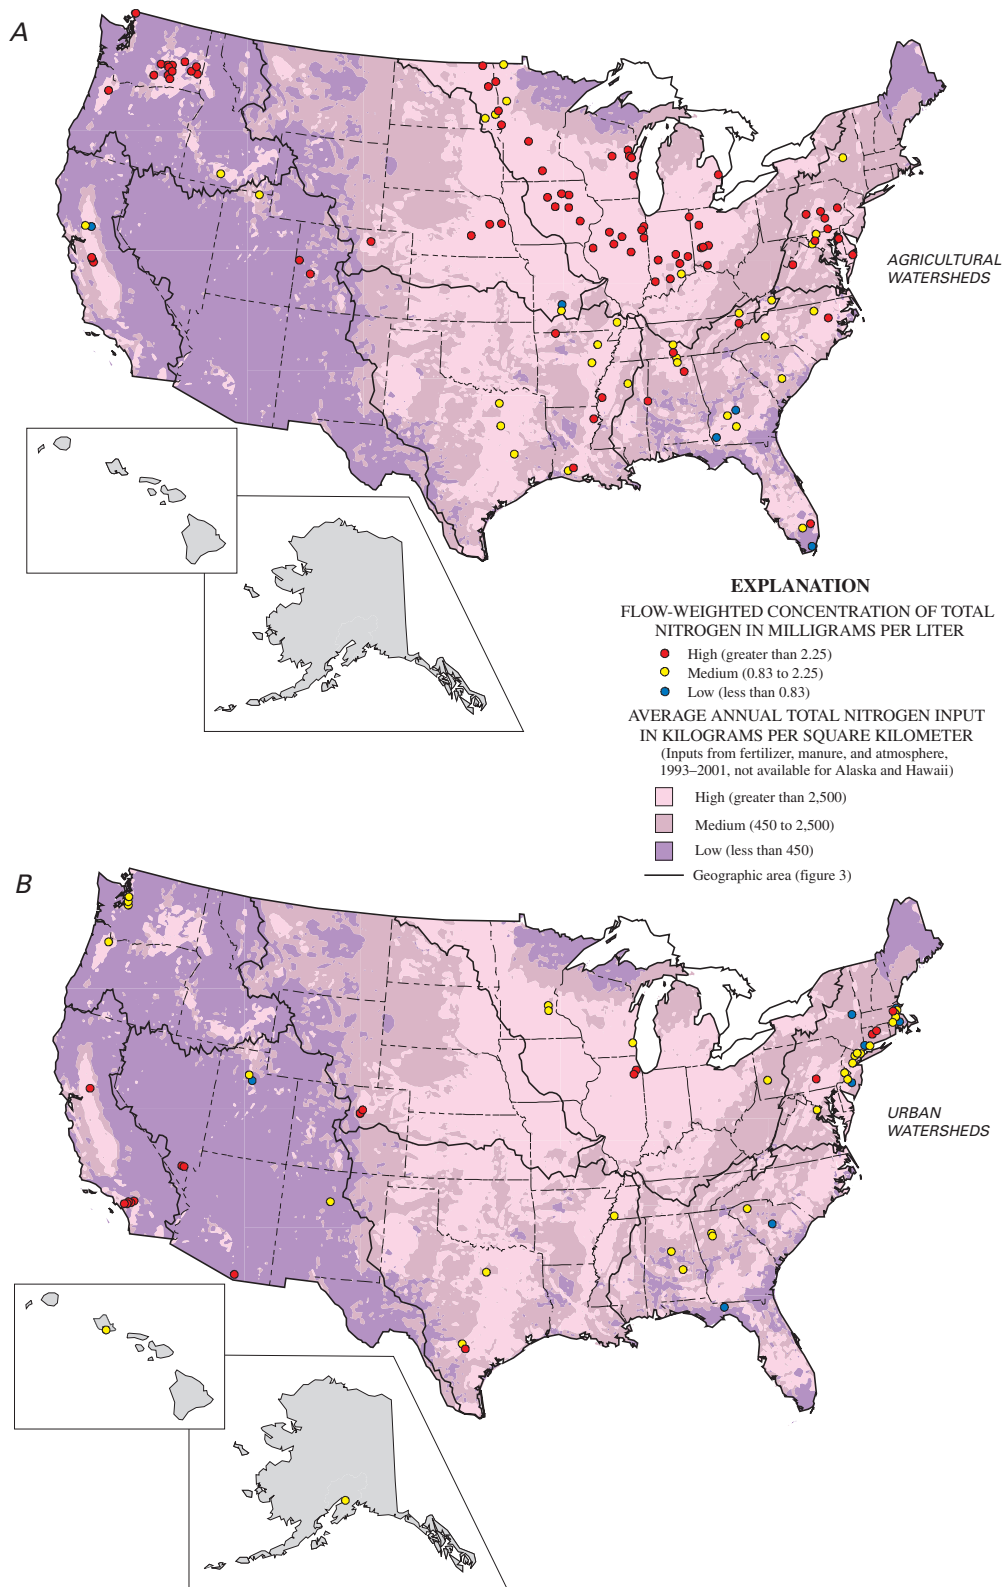 A
AGRICULTURAL
WATERSHEDS
EXPLANATION
FLOW-WEIGHTED CONCENTRATION OF TOTAL
NITROGEN IN MILLIGRAMS PER LITER
High (greater than 2.25)
Medium (0.83 to 2.25)
Low (less than 0.83)
AVERAGE ANNUAL TOTAL NITROGEN INPUT
IN KILOGRAMS PER SQUARE KILOMETER
(Inputs from fertilizer, manure, and atmosphere,
1993–2001, not available for Alaska and Hawaii)
High (greater than 2,500)
Medium (450 to 2,500)
Low (less than 450)
Geographic area (figure 3)
B
URBAN
WATERSHEDS